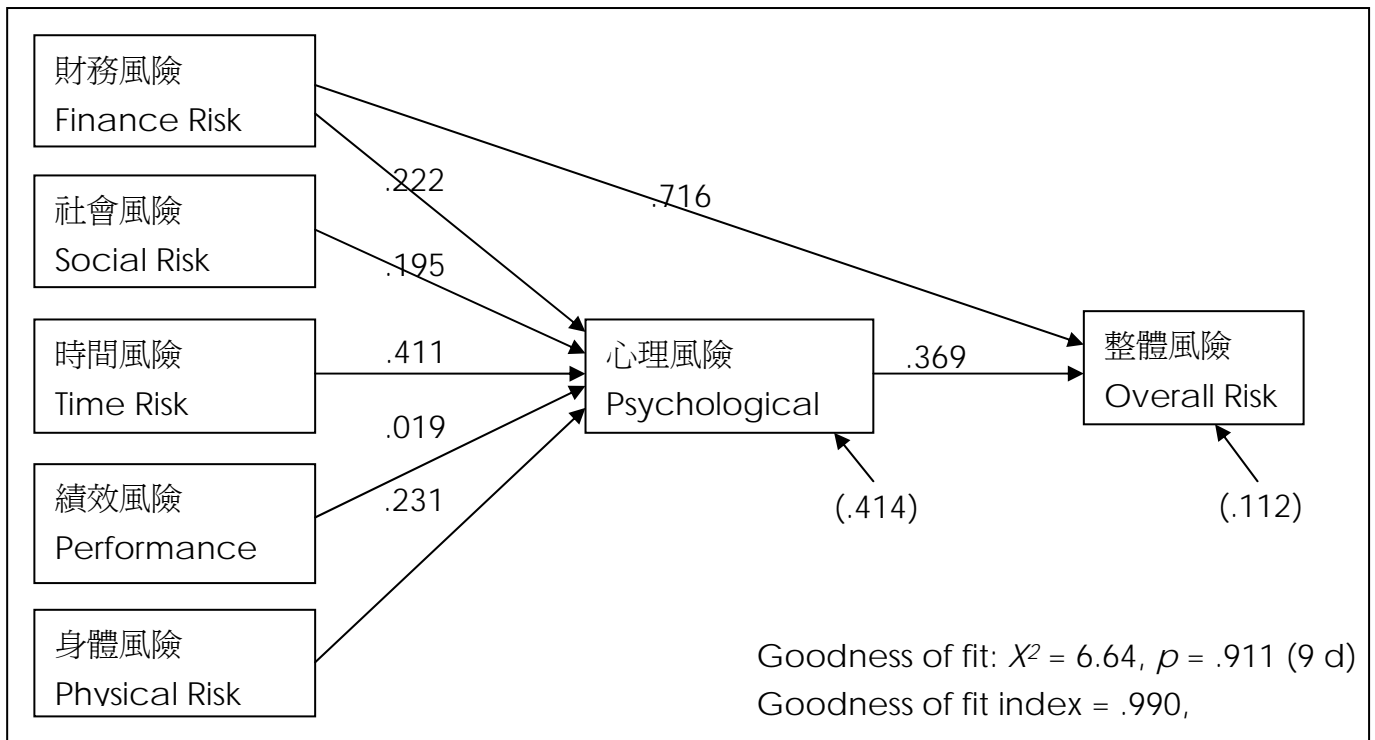 財務風險
Finance Risk
.222
.716
社會風險
Social Risk
.195
時間風險
Time Risk
.411
心理風險
Psychological
.369
整體風險
Overall Risk
.019
績效風險
Performance
.231
(.414)
(.112)
身體風險
Physical Risk
Goodness of fit: X² = 6.64, p = .911 (9 d)
Goodness of fit index = .990,